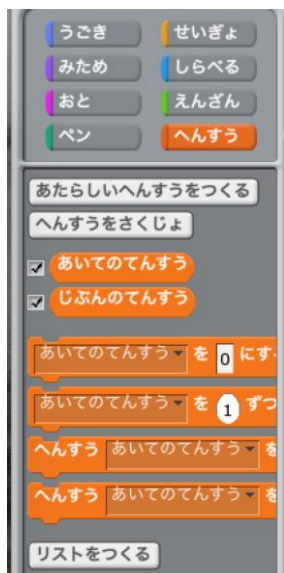 うごき せいぎょ
みため しらべる
おと えんざん
ペン へんすう
あたらしいへんすうをつくる
へんすうをさくじょ
あいてのてんすう
じぶんのてんすう
あいてのてんすう を 0 にす
あいてのてんすう を 1 ずつ
へんすう あいてのてんすう を
へんすう あいてのてんすう を
リストをつくる